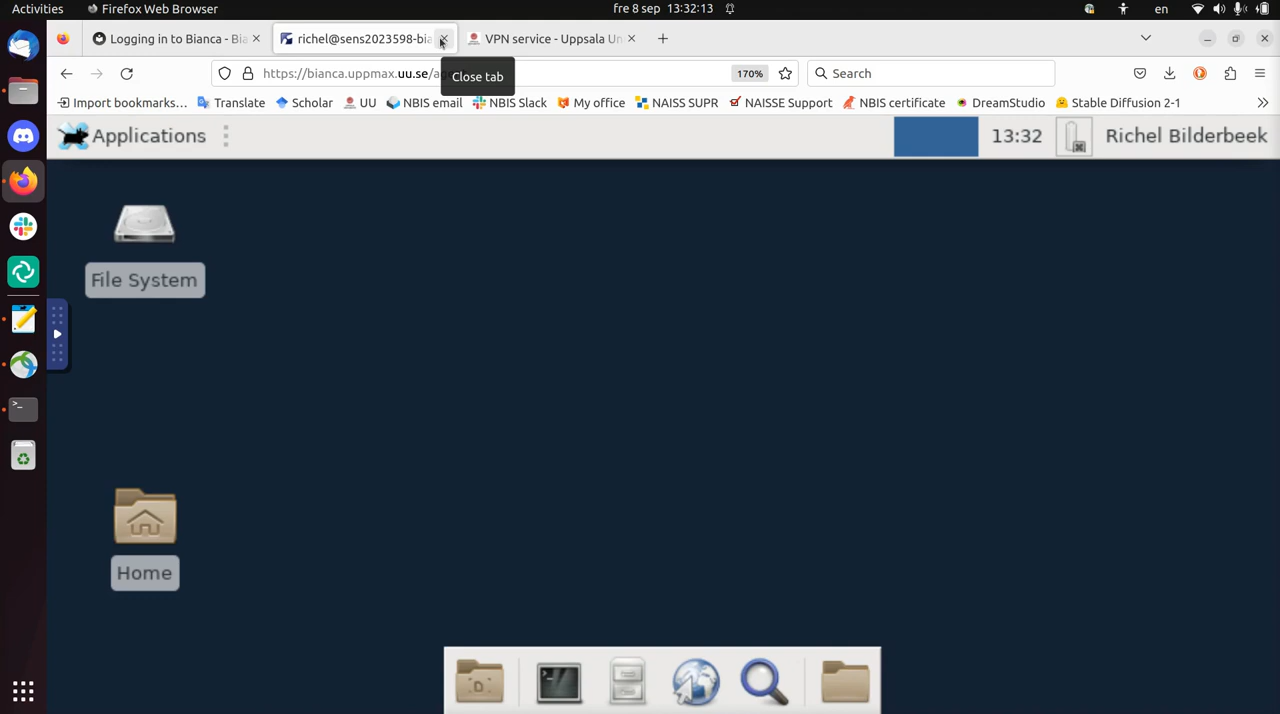 Activities Firefox Web Browser fre 8 sep 13:32:13 en
Logging in to Bianca - Bia richel@sens2023598-bia VPN service - Uppsala Un
https://bianca.uppmax.uu.se/ 170% Search
Close tab
Import bookmarks... Translate Scholar UU NBIS email NBIS Slack My office NAISS SUPR NAISSE Support NBIS certificate DreamStudio Stable Diffusion 2-1
Applications 13:32 Richel Bilderbeek
File System
Home